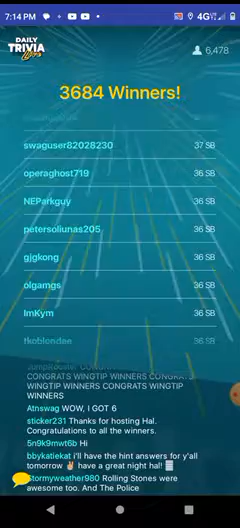 7:14 PM
4G
DAILY
TRIVIA
Live
6,478
3684 Winners!
swaguser82028230 37 SB
operaghost719 36 SB
NEParkguy 36 SB
petersoliunas205 36 SB
gjgkong 36 SB
olgamgs 36 SB
ImKym 36 SB
tkoblondee 36 SB
CONGRATS WINGTIP WINNERS CONGRATS
WINGTIP WINNERS CONGRATS WINGTIP
WINNERS
Atnswag WOW, I GOT 6
sticker231 Thanks for hosting Hal.
Congratulations to all the winners.
5n9k9mwt6b Hi
bbykatiekat i'll have the hint answers for y'all
tomorrow ✌🏼 have a great night hal!
Stormyweather980 Rolling Stones were
awesome too. And The Police